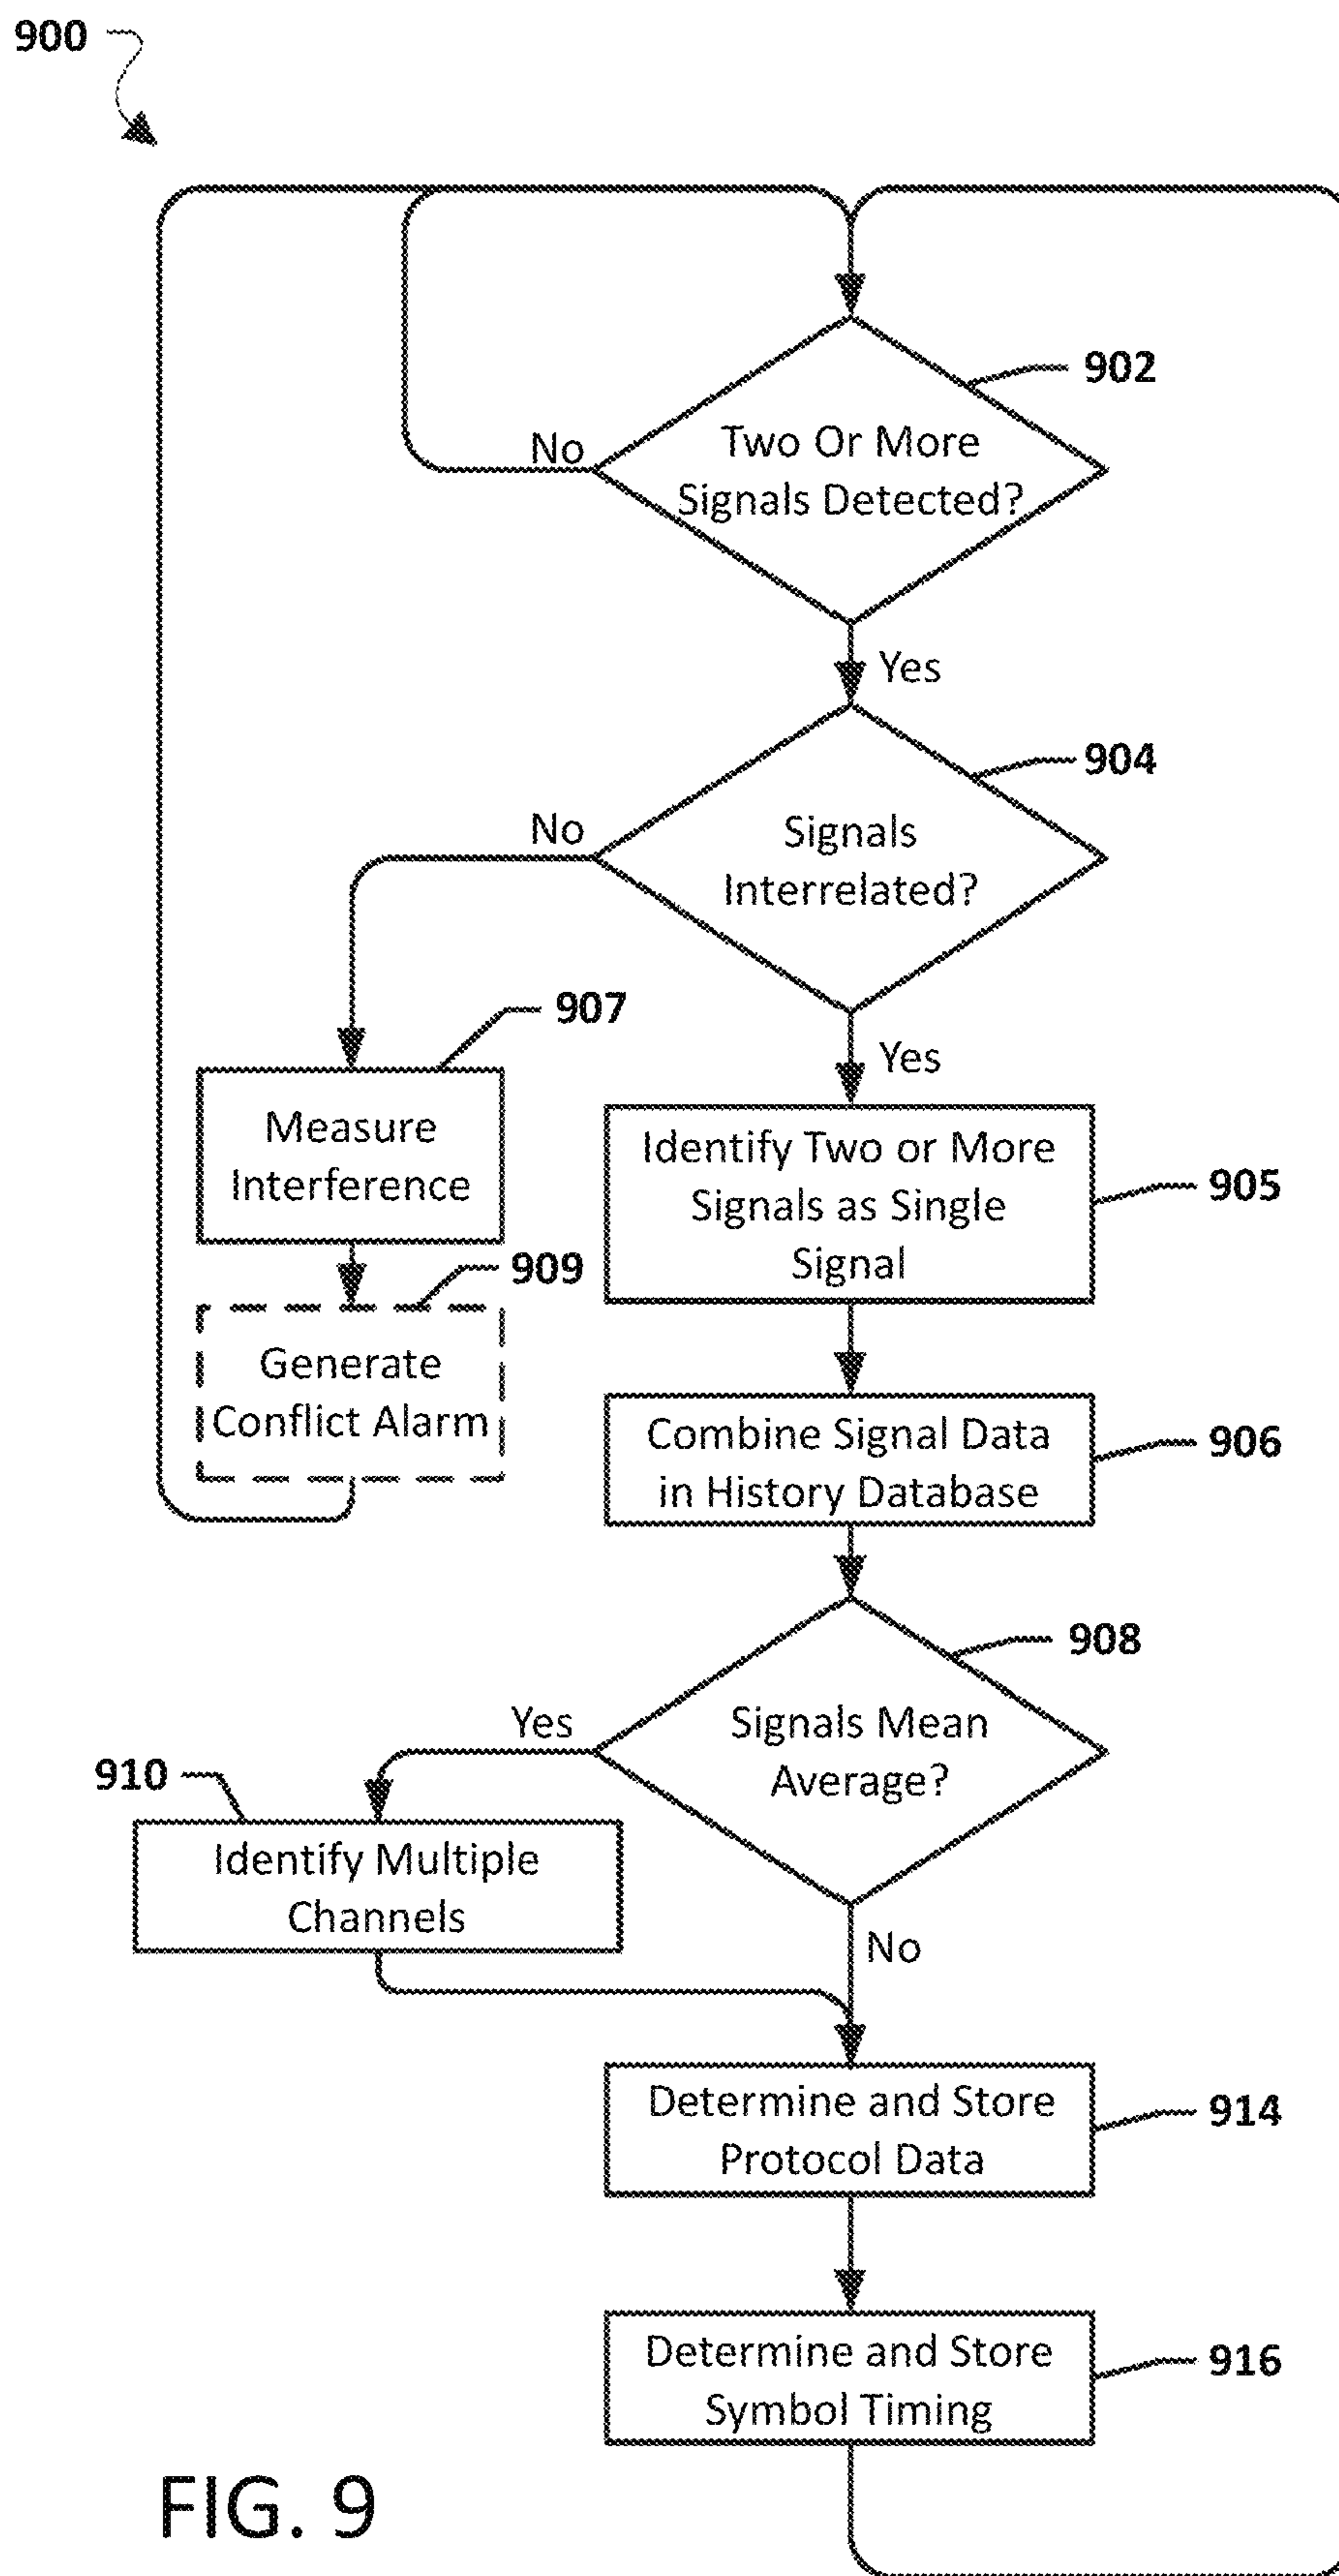 900
902
Two Or More
Signals Detected?
No
Yes
904
Signals
Interrelated?
No
Yes
907
Measure
Interference
905
Identify Two or More
Signals as Single
Signal
909
Generate
Conflict Alarm
906
Combine Signal Data
in History Database
908
Signals Mean
Average?
Yes
No
910
Identify Multiple
Channels
914
Determine and Store
Protocol Data
916
Determine and Store
Symbol Timing
FIG. 9